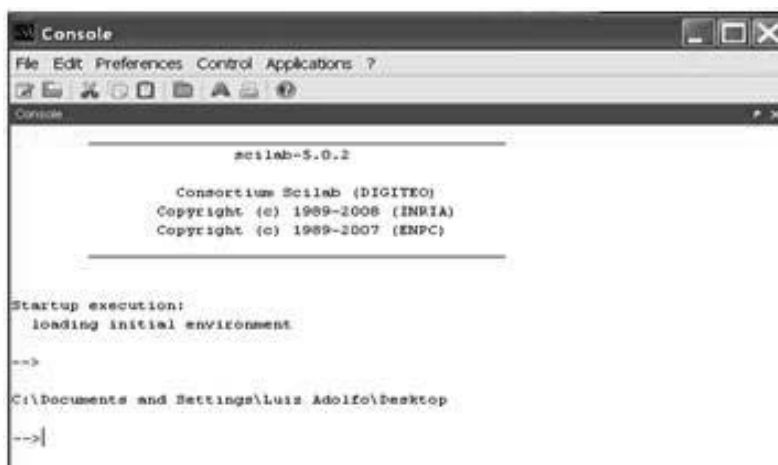 Console
File Edit Preferences Control Applications ?
Console
scilab-5.0.2
Consortium Scilab (DIGITEO)
Copyright (c) 1989-2008 (INRIA)
Copyright (c) 1989-2007 (ENPC)
Startup execution:
loading initial environment
-->
C:\Documents and Settings\Luis Adolfo\Desktop
-->